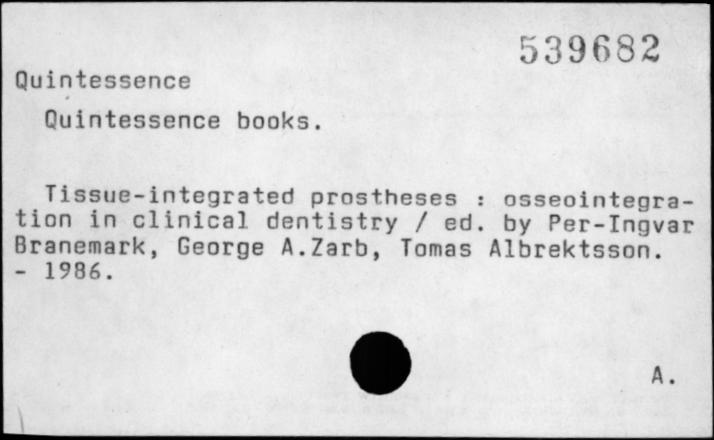 539682
Quintessence
Quintessence books.
Tissue-integrated prostheses : osseointegra-
tion in clinical dentistry / ed. by Per-Ingvar
Branemark, George A.Zarb, Tomas Albrektsson.
- 1986.
A.